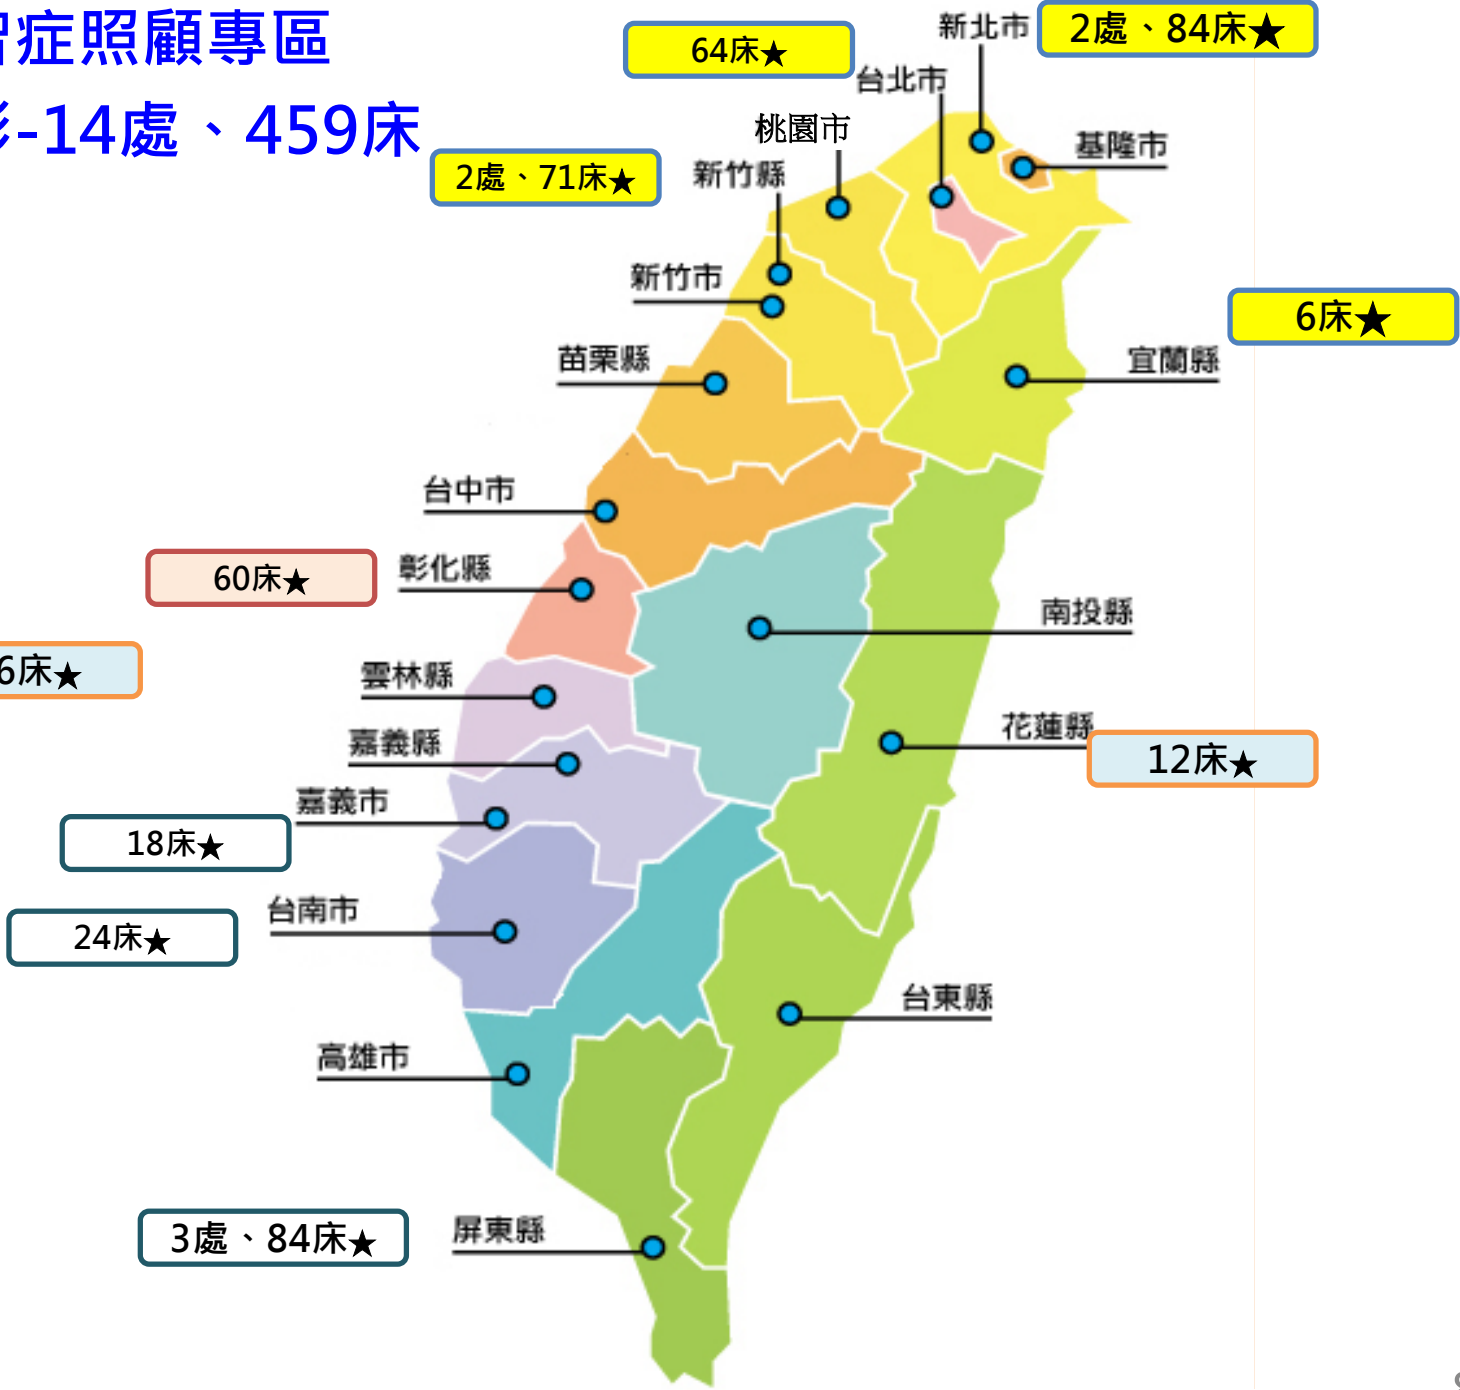 症照顧專區
-14處、459床
新北市
2處、84床★
64床★
台北市
桃園市
基隆市
2處、71床★
新竹縣
新竹市
6床★
苗栗縣
宜蘭縣
台中市
60床★
彰化縣
南投縣
6床★
雲林縣
花蓮縣
嘉義縣
12床★
嘉義市
18床★
台南市
24床★
台東縣
高雄市
3處、84床★
屏東縣